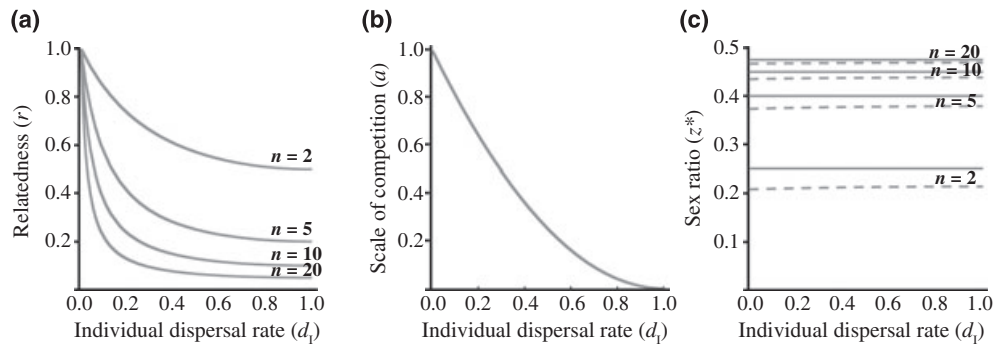 (a)
Relatedness (r)
1.0
0.8
0.6
0.4
0.2
n = 2
n = 5
n = 10
n = 20
0.0 0.2 0.4 0.6 0.8 1.0
Individual dispersal rate (dI)
(b)
Scale of competition (a)
1.0
0.8
0.6
0.4
0.2
0.0 0.2 0.4 0.6 0.8 1.0
Individual dispersal rate (dI)
(c)
Sex ratio (z*)
0.5
0.4
0.3
0.2
0.1
n = 20
n = 10
n = 5
n = 2
0.0 0.2 0.4 0.6 0.8 1.0
Individual dispersal rate (dI)